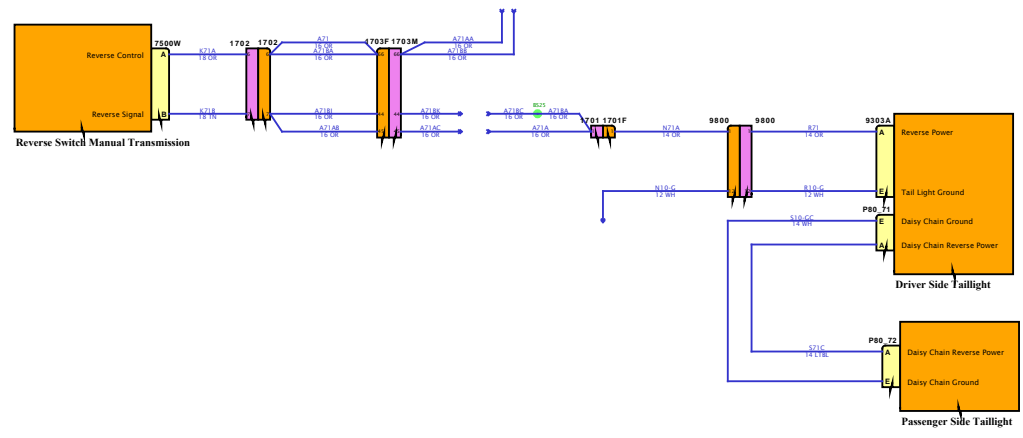 7500W
1702
1702
1703F
1703M
Reverse Control
A
K71A
18 OR
A71
16 OR
A71BA
16 OR
A71AA
16 OR
A71BB
16 OR
Reverse Signal
B
K71B
18 TN
A71BJ
16 OR
A71AB
16 OR
A71BK
16 OR
A71AC
16 OR
66
66
44
44
Reverse Switch Manual Transmission
A71BC
16 OR
BS25
A71BA
16 OR
A71A
16 OR
1701
1701F
N71A
14 OR
9800
9800
R71
14 OR
9303A
A
Reverse Power
N10-G
12 WH
R10-G
12 WH
E
Tail Light Ground
P80_71
S10-GC
14 WH
E
Daisy Chain Ground
A
Daisy Chain Reverse Power
Driver Side Taillight
P80_72
S71C
14 LTBL
A
Daisy Chain Reverse Power
E
Daisy Chain Ground
Passenger Side Taillight